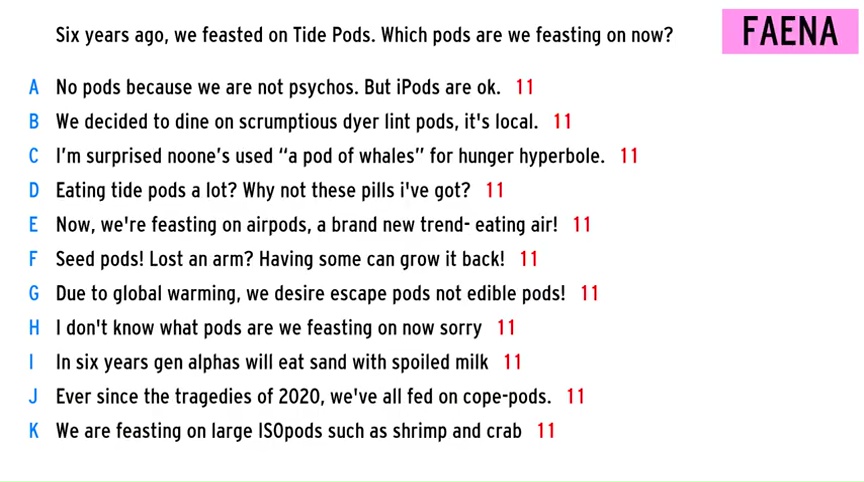 Six years ago, we feasted on Tide Pods. Which pods are we feasting on now?
FAENA
A No pods because we are not psychos. But iPods are ok. 11
B We decided to dine on scrumptious dyer lint pods, it's local. 11
C I'm surprised noone's used “a pod of whales” for hunger hyperbole. 11
D Eating tide pods a lot? Why not these pills i've got? 11
E Now, we're feasting on airpods, a brand new trend- eating air! 11
F Seed pods! Lost an arm? Having some can grow it back! 11
G Due to global warming, we desire escape pods not edible pods! 11
H I don't know what pods are we feasting on now sorry 11
I In six years gen alphas will eat sand with spoiled milk 11
J Ever since the tragedies of 2020, we've all fed on cope-pods. 11
K We are feasting on large ISOpods such as shrimp and crab 11